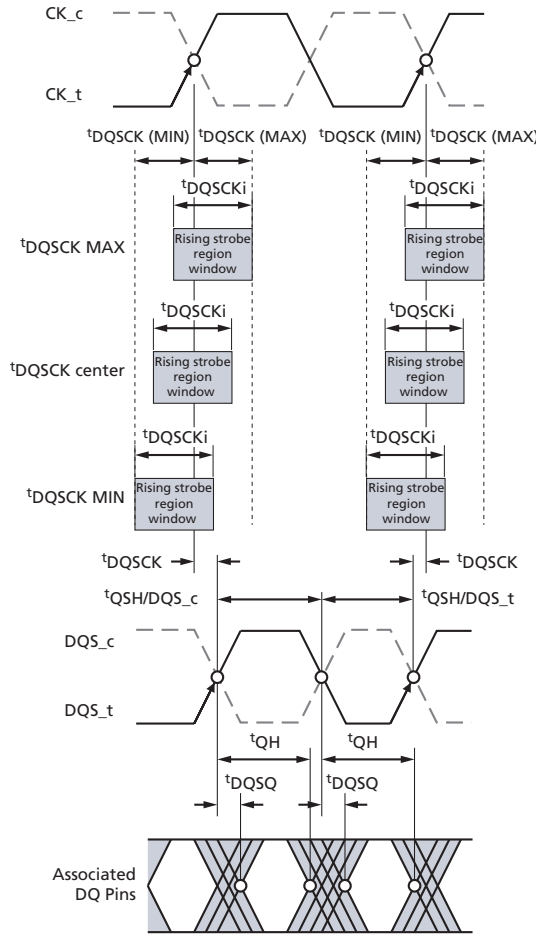 CK_c
CK_t
tDQSCK (MIN) tDQSCK (MAX) tDQSCK (MIN) tDQSCK (MAX)
tDQSCKi tDQSCKi
tDQSCK MAX
Rising strobe
region
window
Rising strobe
region
window
tDQSCKi tDQSCKi
tDQSCK center
Rising strobe
region
window
Rising strobe
region
window
tDQSCKi tDQSCKi
tDQSCK MIN
Rising strobe
region
window
Rising strobe
region
window
tDQSCK tDQSCK
tQSH/DQS_c tQSH/DQS_t
DQS_c
DQS_t
tQH tQH
tDQSQ tDQSQ
Associated
DQ Pins